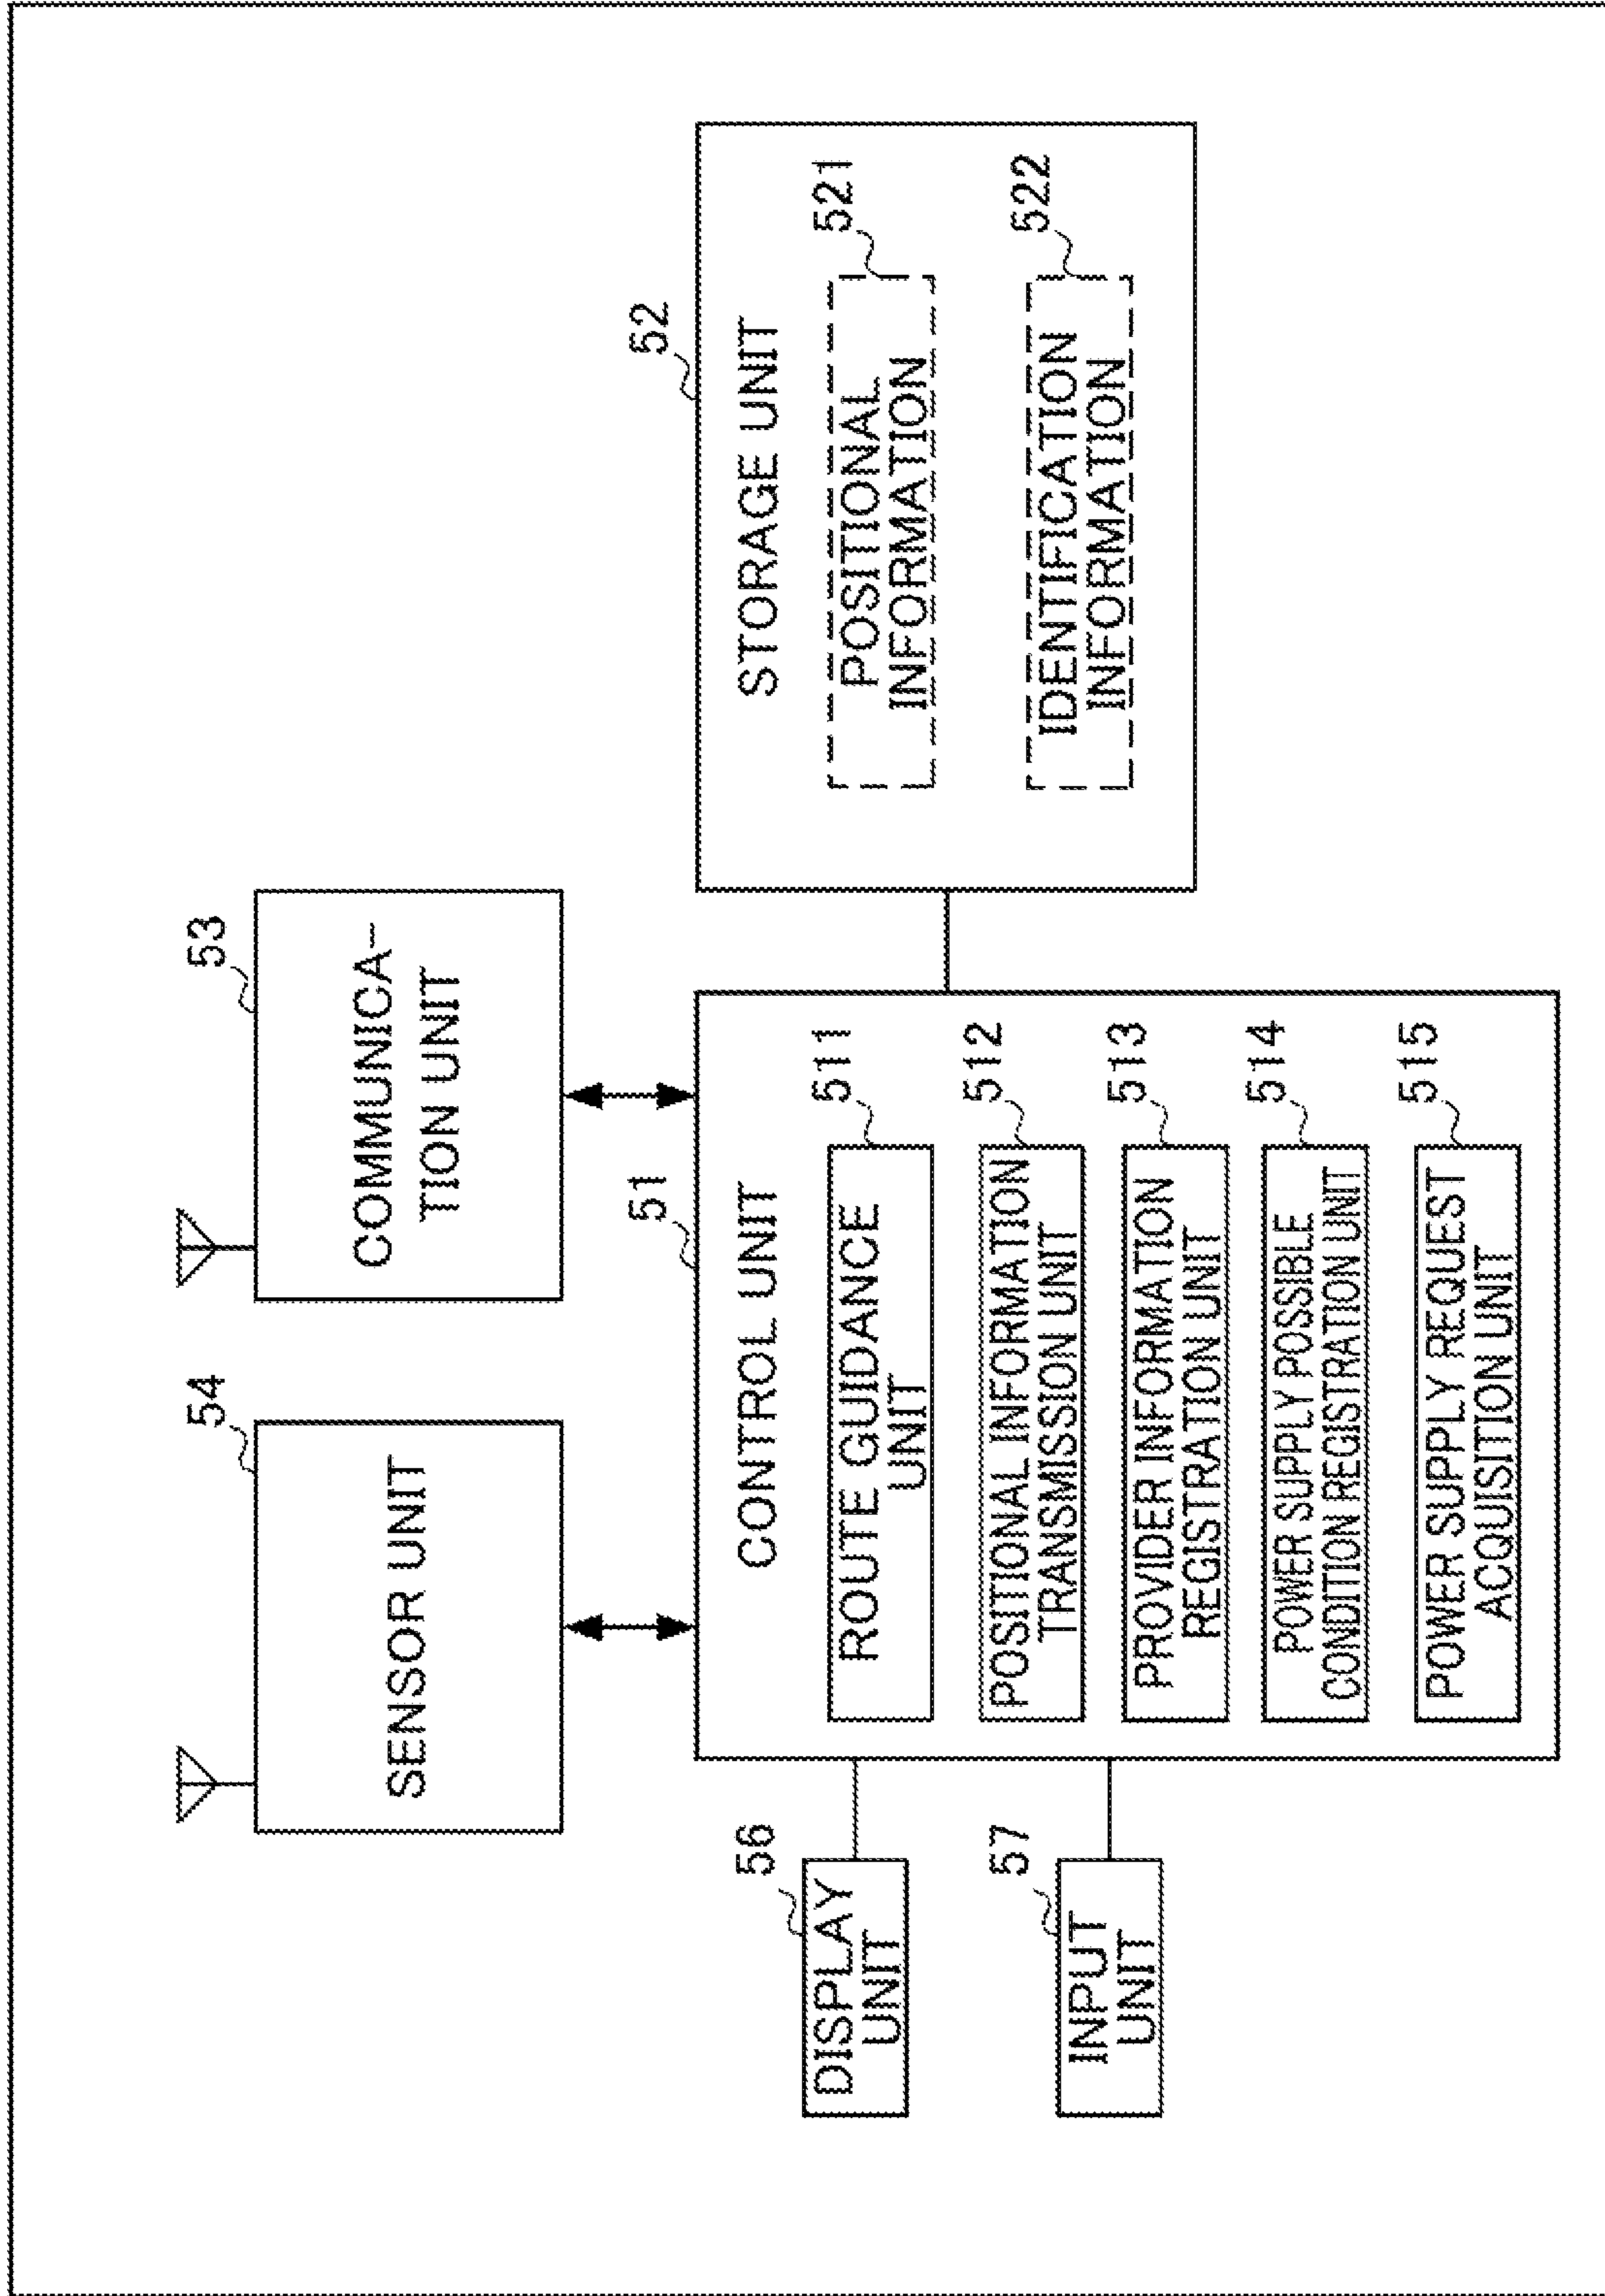 54
SENSOR UNIT
53
COMMUNICA-
TION UNIT
51
CONTROL UNIT
ROUTE GUIDANCE
UNIT
511
POSITIONAL INFORMATION
TRANSMISSION UNIT
512
PROVIDER INFORMATION
REGISTRATION UNIT
513
POWER SUPPLY POSSIBLE
CONDITION REGISTRATION UNIT
514
POWER SUPPLY REQUEST
ACQUISITION UNIT
515
52
STORAGE UNIT
POSITIONAL
INFORMATION
521
IDENTIFICATION
INFORMATION
522
56
DISPLAY
UNIT
57
INPUT
UNIT